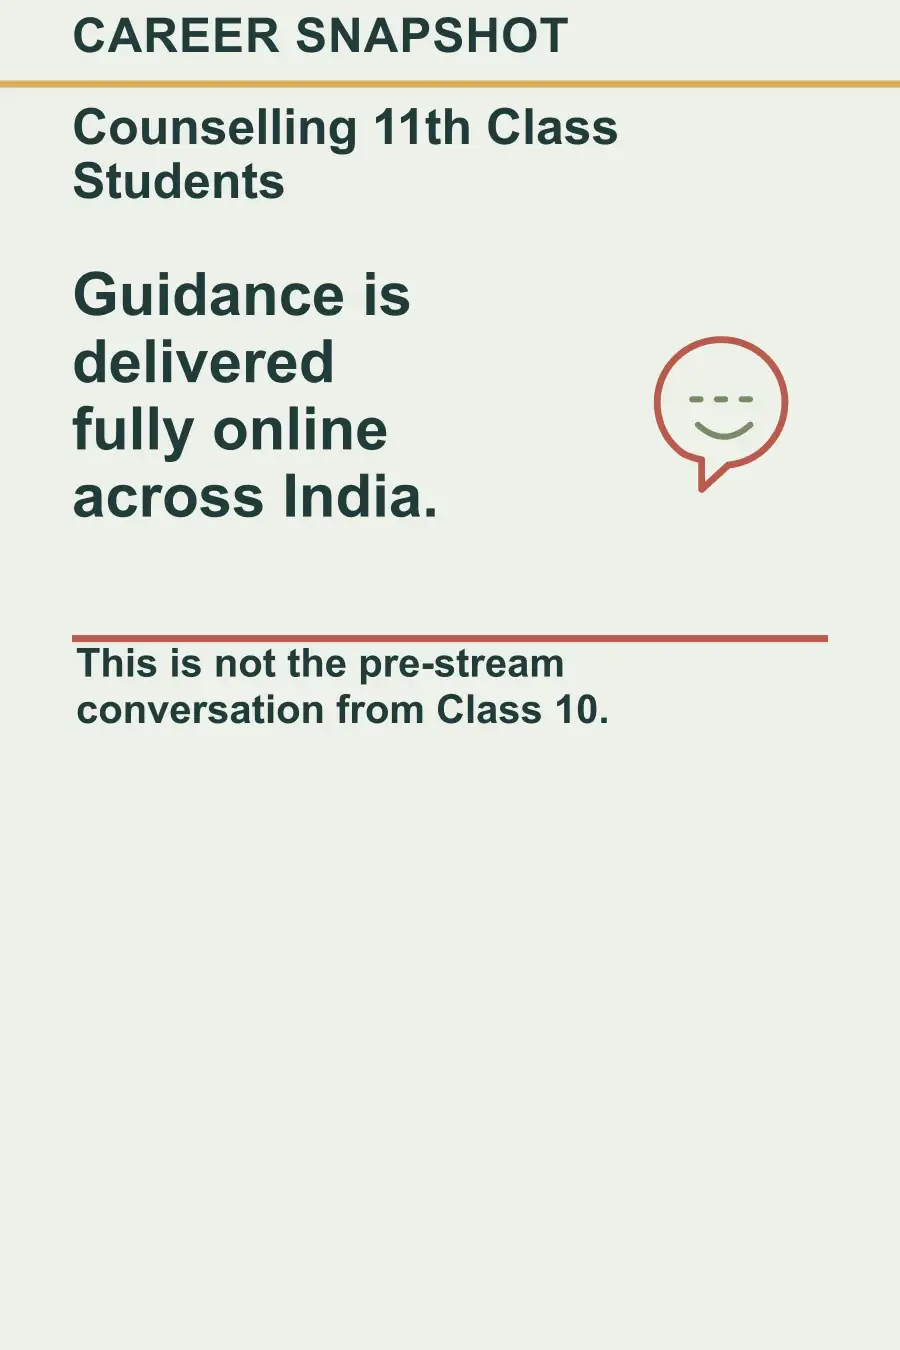 CAREER SNAPSHOT
Counselling 11th Class
Students
Guidance is
delivered
fully online
across India.
This is not the pre-stream
conversation from Class 10.